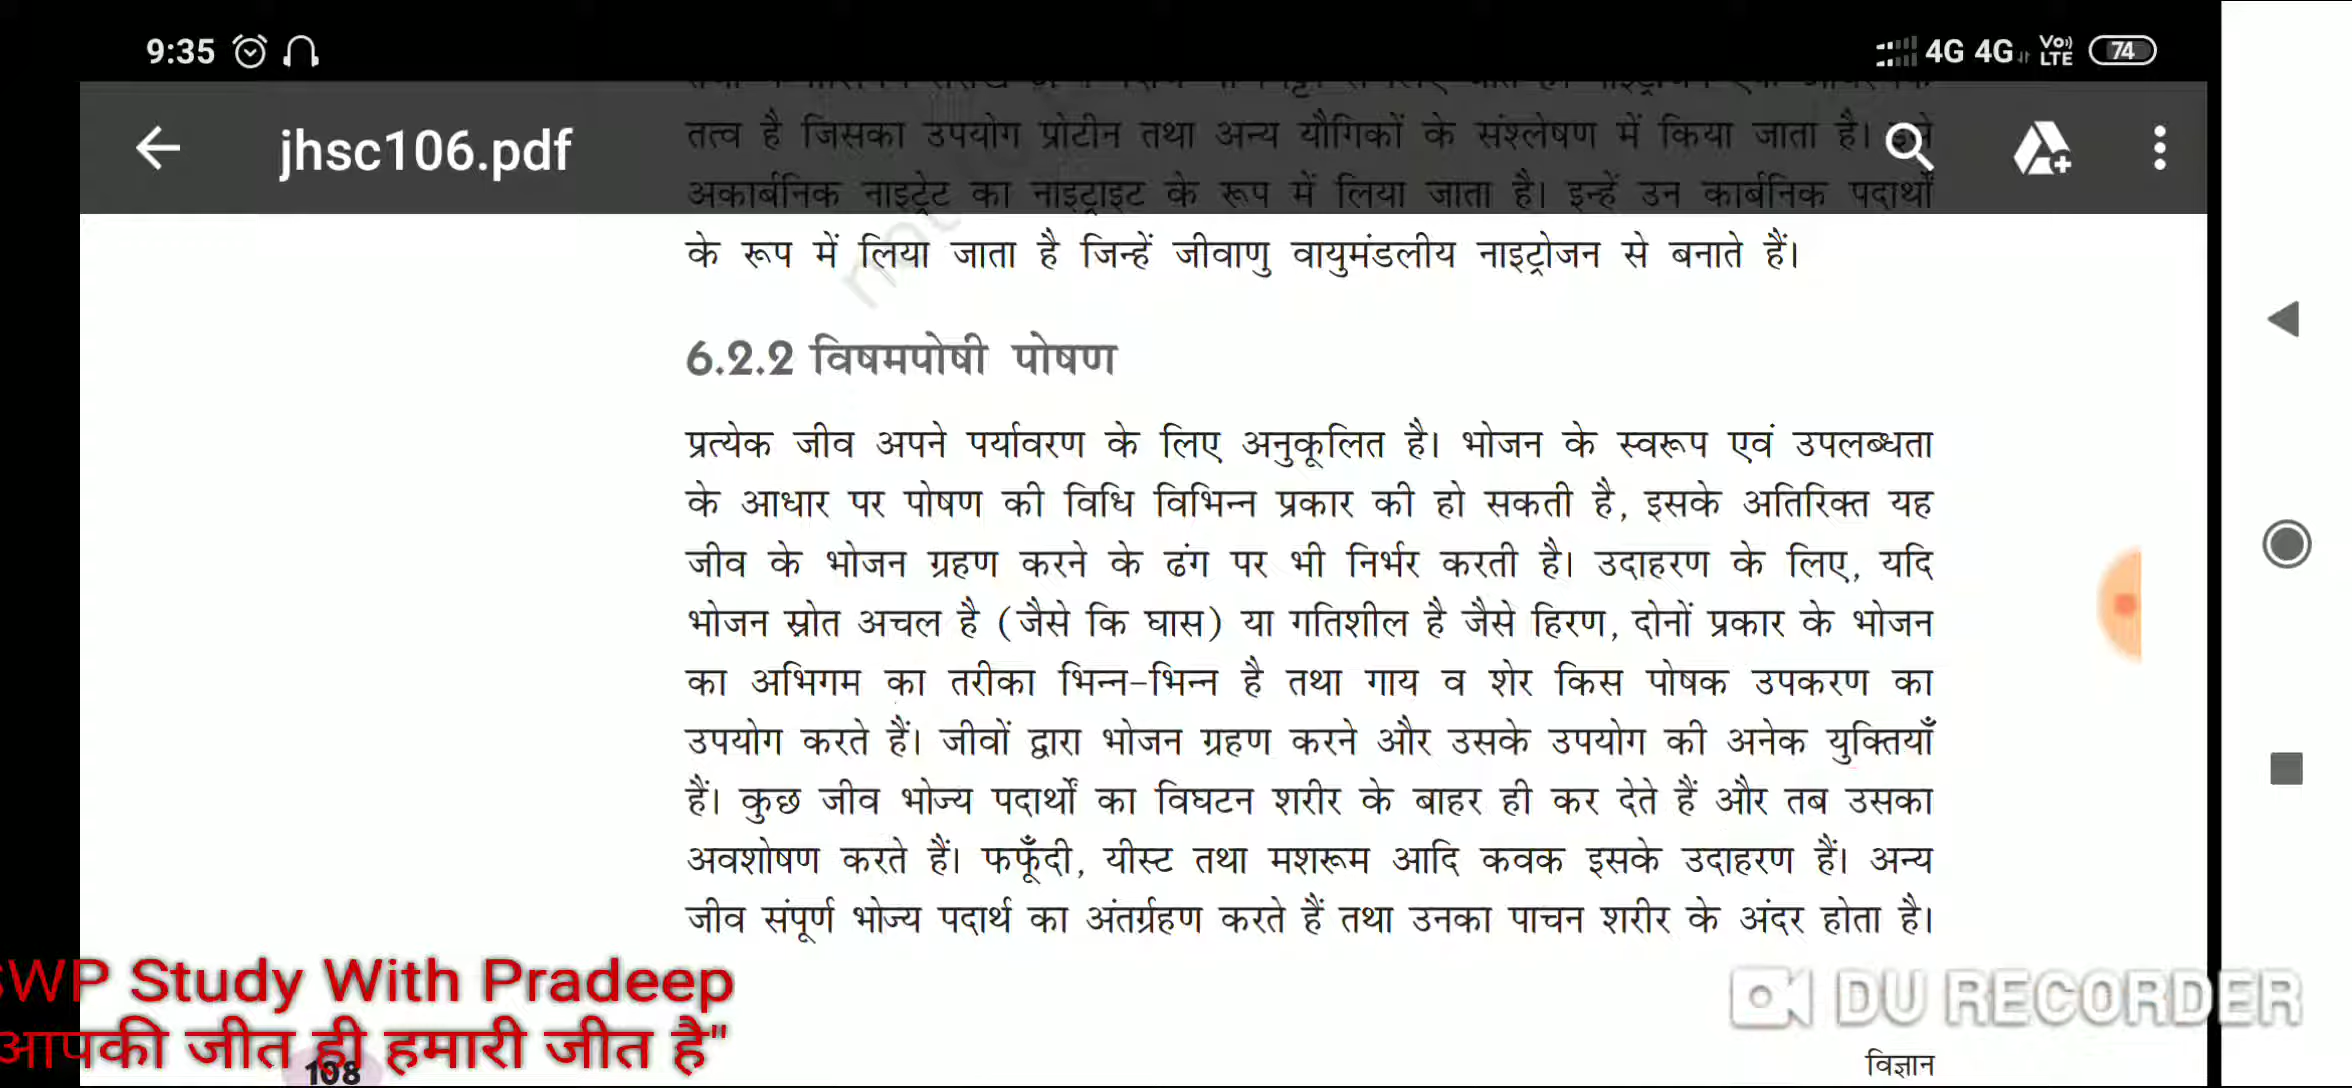 9:35
4G 4G VoLTE 74
jhsc106.pdf
तत्व है जिसका उपयोग प्रोटीन तथा अन्य यौगिकों के संश्लेषण में किया जाता है। इसे
अकार्बनिक नाइट्रेट का नाइट्राइट के रूप में लिया जाता है। इन्हें उन कार्बनिक पदार्थों
के रूप में लिया जाता है जिन्हें जीवाणु वायुमंडलीय नाइट्रोजन से बनाते हैं।
6.2.2 विषमपोषी पोषण
प्रत्येक जीव अपने पर्यावरण के लिए अनुकूलित है। भोजन के स्वरूप एवं उपलब्धता
के आधार पर पोषण की विधि विभिन्न प्रकार की हो सकती है, इसके अतिरिक्त यह
जीव के भोजन ग्रहण करने के ढंग पर भी निर्भर करती है। उदाहरण के लिए, यदि
भोजन स्रोत अचल है (जैसे कि घास) या गतिशील है जैसे हिरण, दोनों प्रकार के भोजन
का अभिगम का तरीका भिन्न-भिन्न है तथा गाय व शेर किस पोषक उपकरण का
उपयोग करते हैं। जीवों द्वारा भोजन ग्रहण करने और उसके उपयोग की अनेक युक्तियाँ
हैं। कुछ जीव भोज्य पदार्थों का विघटन शरीर के बाहर ही कर देते हैं और तब उसका
अवशोषण करते हैं। फफूँदी, यीस्ट तथा मशरूम आदि कवक इसके उदाहरण हैं। अन्य
जीव संपूर्ण भोज्य पदार्थ का अंतर्ग्रहण करते हैं तथा उनका पाचन शरीर के अंदर होता है।
SWP Study With Pradeep
आपकी जीत ही हमारी जीत है"
DU RECORDER
108
विज्ञान